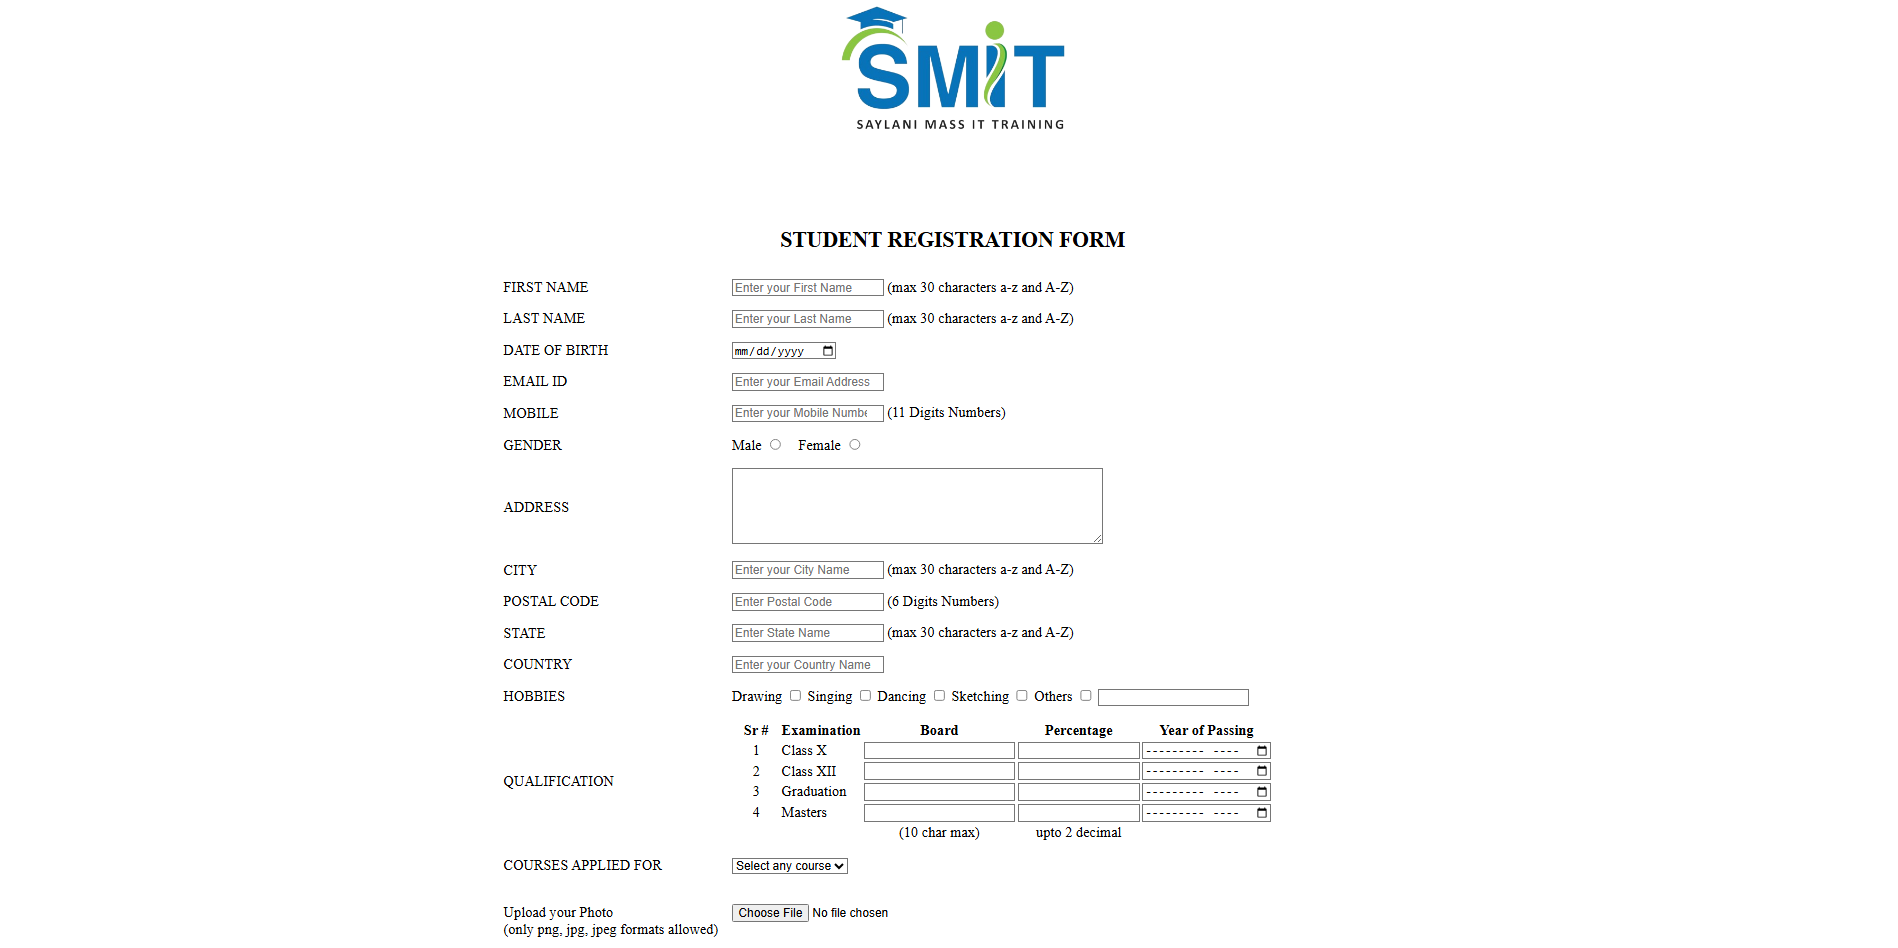 SMiT
SAYLANI MASS IT TRAINING
STUDENT REGISTRATION FORM
FIRST NAME Enter your First Name (max 30 characters a-z and A-Z)
LAST NAME Enter your Last Name (max 30 characters a-z and A-Z)
DATE OF BIRTH mm/dd/yyyy
EMAIL ID Enter your Email Address
MOBILE Enter your Mobile Numbe (11 Digits Numbers)
GENDER Male Female
ADDRESS
CITY Enter your City Name (max 30 characters a-z and A-Z)
POSTAL CODE Enter Postal Code (6 Digits Numbers)
STATE Enter State Name (max 30 characters a-z and A-Z)
COUNTRY Enter your Country Name
HOBBIES Drawing Singing Dancing Sketching Others
Sr # Examination Board Percentage Year of Passing
1 Class X --------- ----
2 Class XII --------- ----
QUALIFICATION
3 Graduation --------- ----
4 Masters --------- ----
(10 char max) upto 2 decimal
COURSES APPLIED FOR Select any course
Upload your Photo Choose File No file chosen
(only png, jpg, jpeg formats allowed)